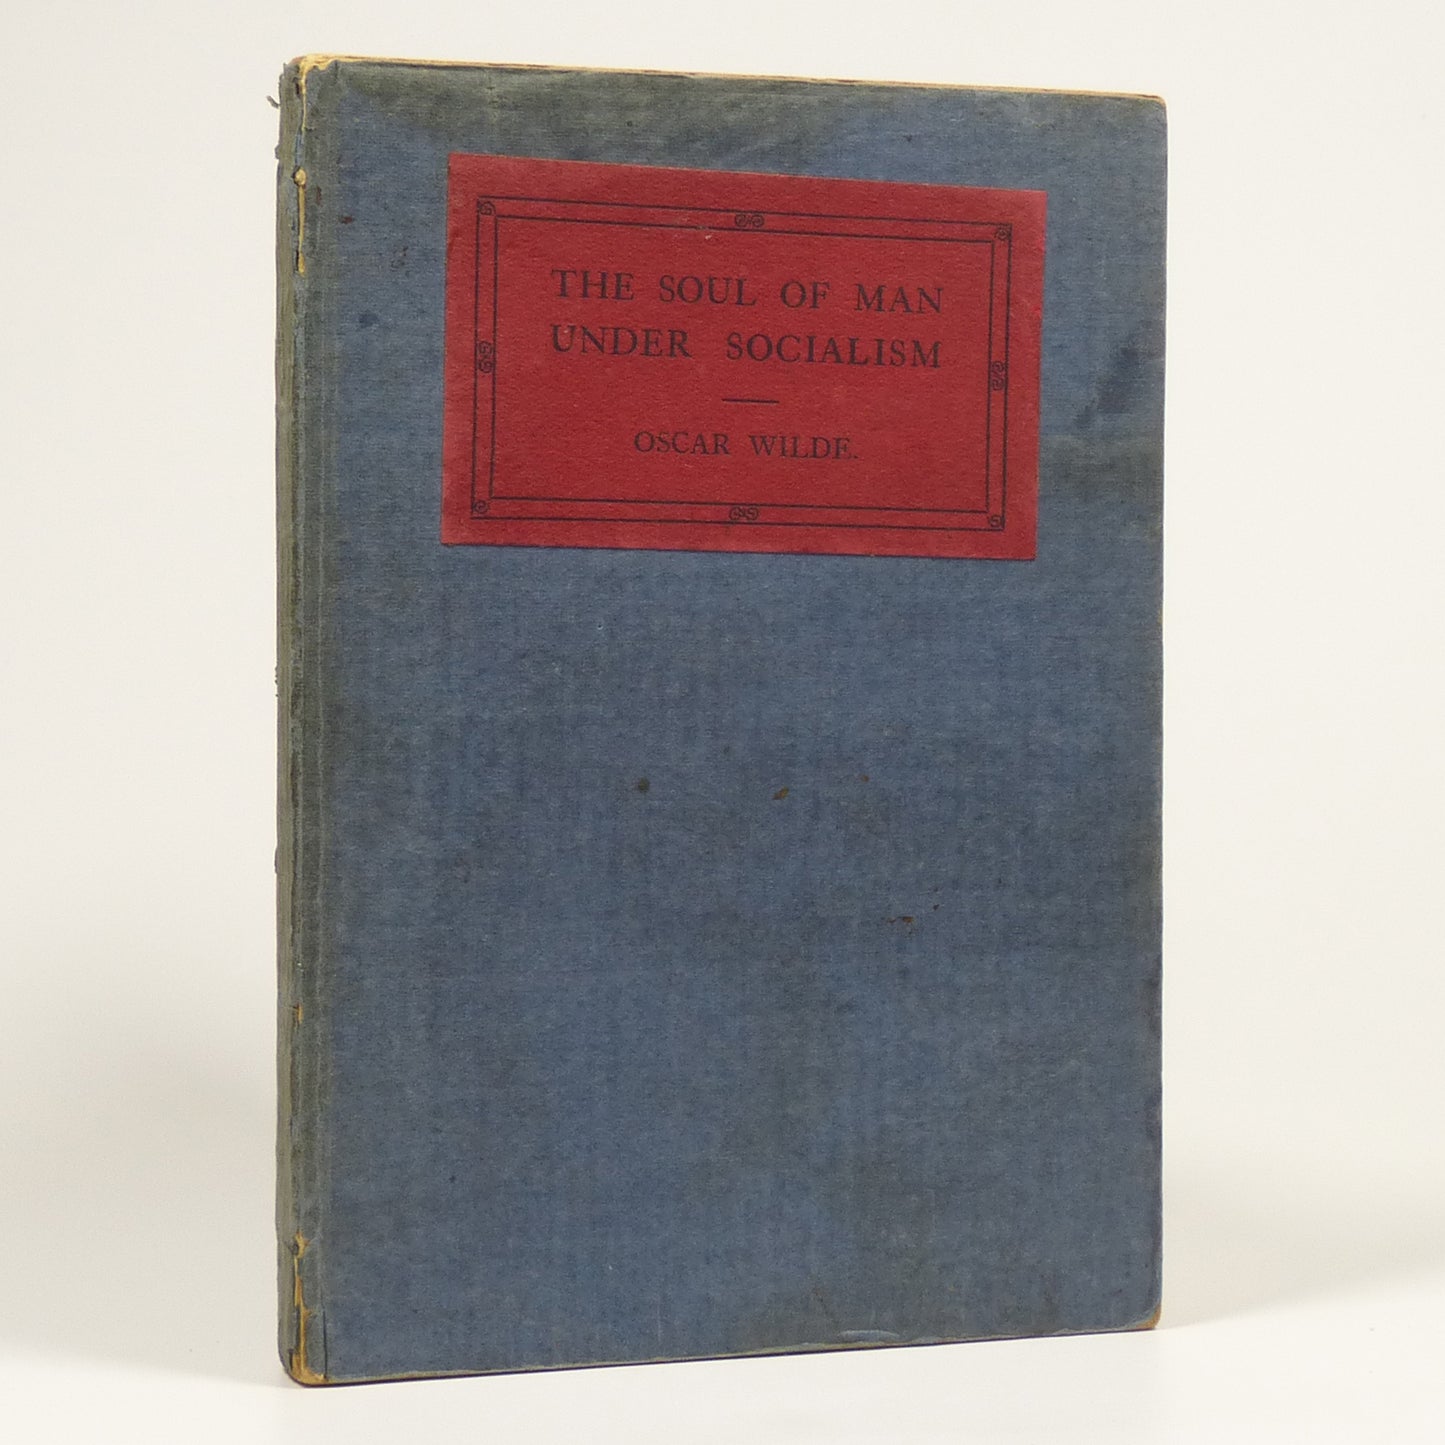 THE SOUL OF MAN
UNDER SOCIALISM
OSCAR WILDE.